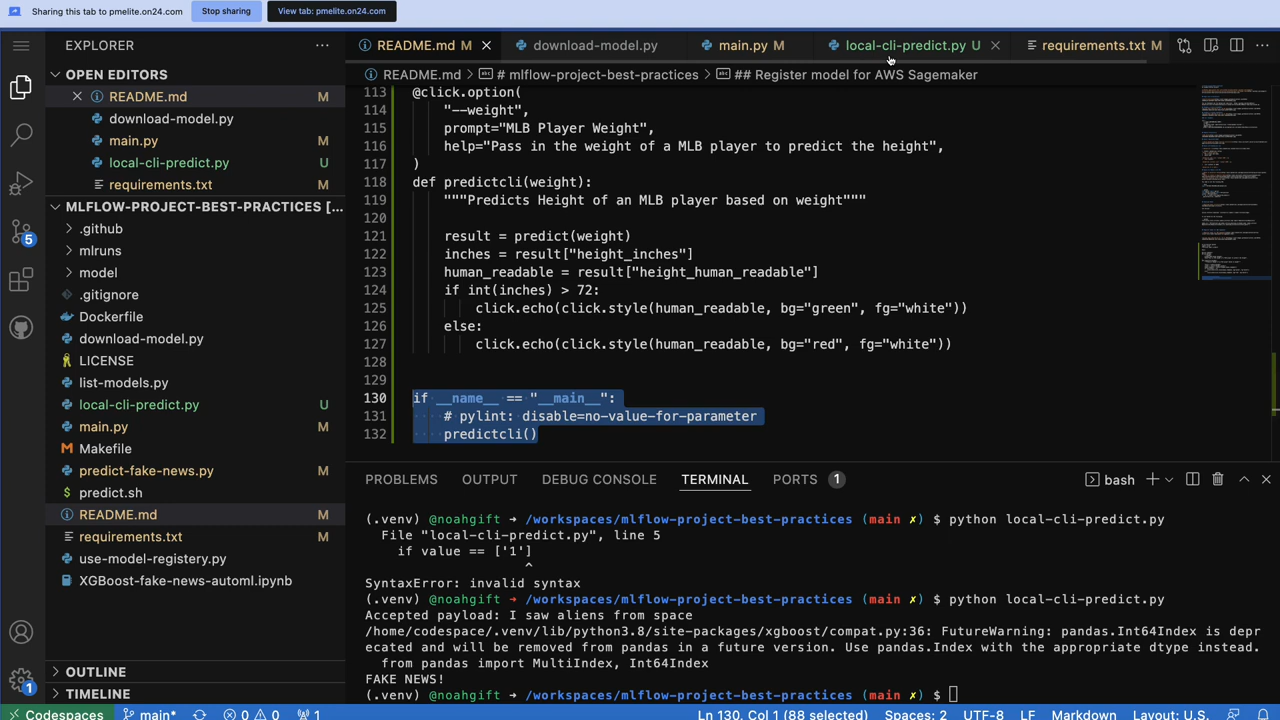 Sharing this tab to pmelite.on24.com
Stop sharing
View tab: pmelite.on24.com
EXPLORER
OPEN EDITORS
README.md M
download-model.py
main.py M
local-cli-predict.py U
requirements.txt M
MLFLOW-PROJECT-BEST-PRACTICES [...
.github
mlruns
model
.gitignore
Dockerfile
download-model.py
LICENSE
list-models.py
local-cli-predict.py U
main.py M
Makefile
predict-fake-news.py M
predict.sh
README.md M
requirements.txt M
use-model-registery.py
XGBoost-fake-news-automl.ipynb
OUTLINE
TIMELINE
5
1
README.md M
download-model.py
main.py M
local-cli-predict.py U
requirements.txt M
README.md > # mlflow-project-best-practices > ## Register model for AWS Sagemaker
113 @click.option(
114 "--weight",
115 prompt="MLB Player Weight",
116 help="Pass in the weight of a MLB player to predict the height",
117 )
118 def predictcli(weight):
119 """Predicts Height of an MLB player based on weight"""
120
121 result = predict(weight)
122 inches = result["height_inches"]
123 human_readable = result["height_human_readable"]
124 if int(inches) > 72:
125 click.echo(click.style(human_readable, bg="green", fg="white"))
126 else:
127 click.echo(click.style(human_readable, bg="red", fg="white"))
128
129
130 if __name__ == "__main__":
131 # pylint: disable=no-value-for-parameter
132 predictcli()
PROBLEMS OUTPUT DEBUG CONSOLE TERMINAL PORTS 1
bash
(.venv) @noahgift ➜ /workspaces/mlflow-project-best-practices (main ✗) $ python local-cli-predict.py
File "local-cli-predict.py", line 5
if value == ['1']
^
SyntaxError: invalid syntax
(.venv) @noahgift ➜ /workspaces/mlflow-project-best-practices (main ✗) $ python local-cli-predict.py
Accepted payload: I saw aliens from space
/home/codespace/.venv/lib/python3.8/site-packages/xgboost/compat.py:36: FutureWarning: pandas.Int64Index is depr
ecated and will be removed from pandas in a future version. Use pandas.Index with the appropriate dtype instead.
from pandas import MultiIndex, Int64Index
FAKE NEWS!
(.venv) @noahgift ➜ /workspaces/mlflow-project-best-practices (main ✗) $
Codespaces main* 0 0 1 Ln 130, Col 1 (88 selected) Spaces: 2 UTF-8 LF Markdown Layout: U.S.